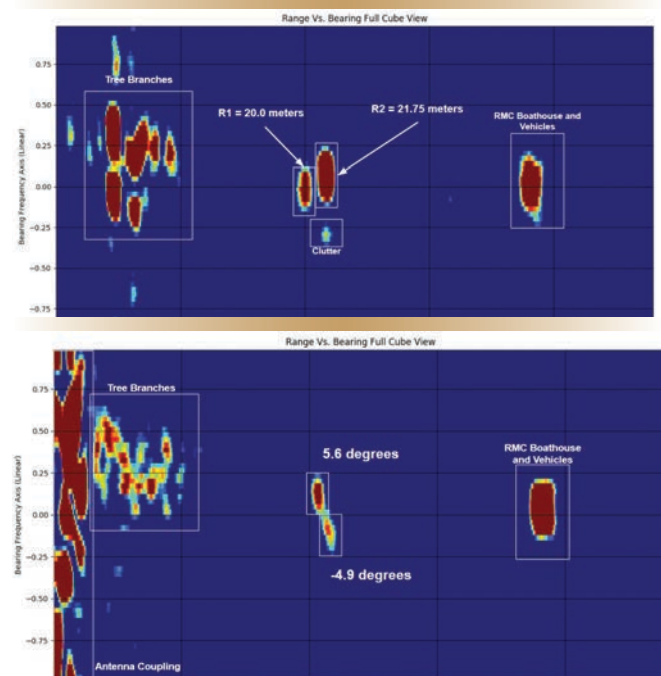 Range Vs. Bearing Full Cube View
Bearing Frequency Axis (Linear)
0.75
0.50
0.25
0.00
−0.25
−0.50
−0.75
Tree Branches
R1 = 20.0 meters
R2 = 21.75 meters
RMC Boathouse and
Vehicles
Clutter
Range Vs. Bearing Full Cube View
Bearing Frequency Axis (Linear)
0.75
0.50
0.25
0.00
−0.25
−0.50
−0.75
Tree Branches
5.6 degrees
RMC Boathouse
and Vehicles
-4.9 degrees
Antenna Coupling